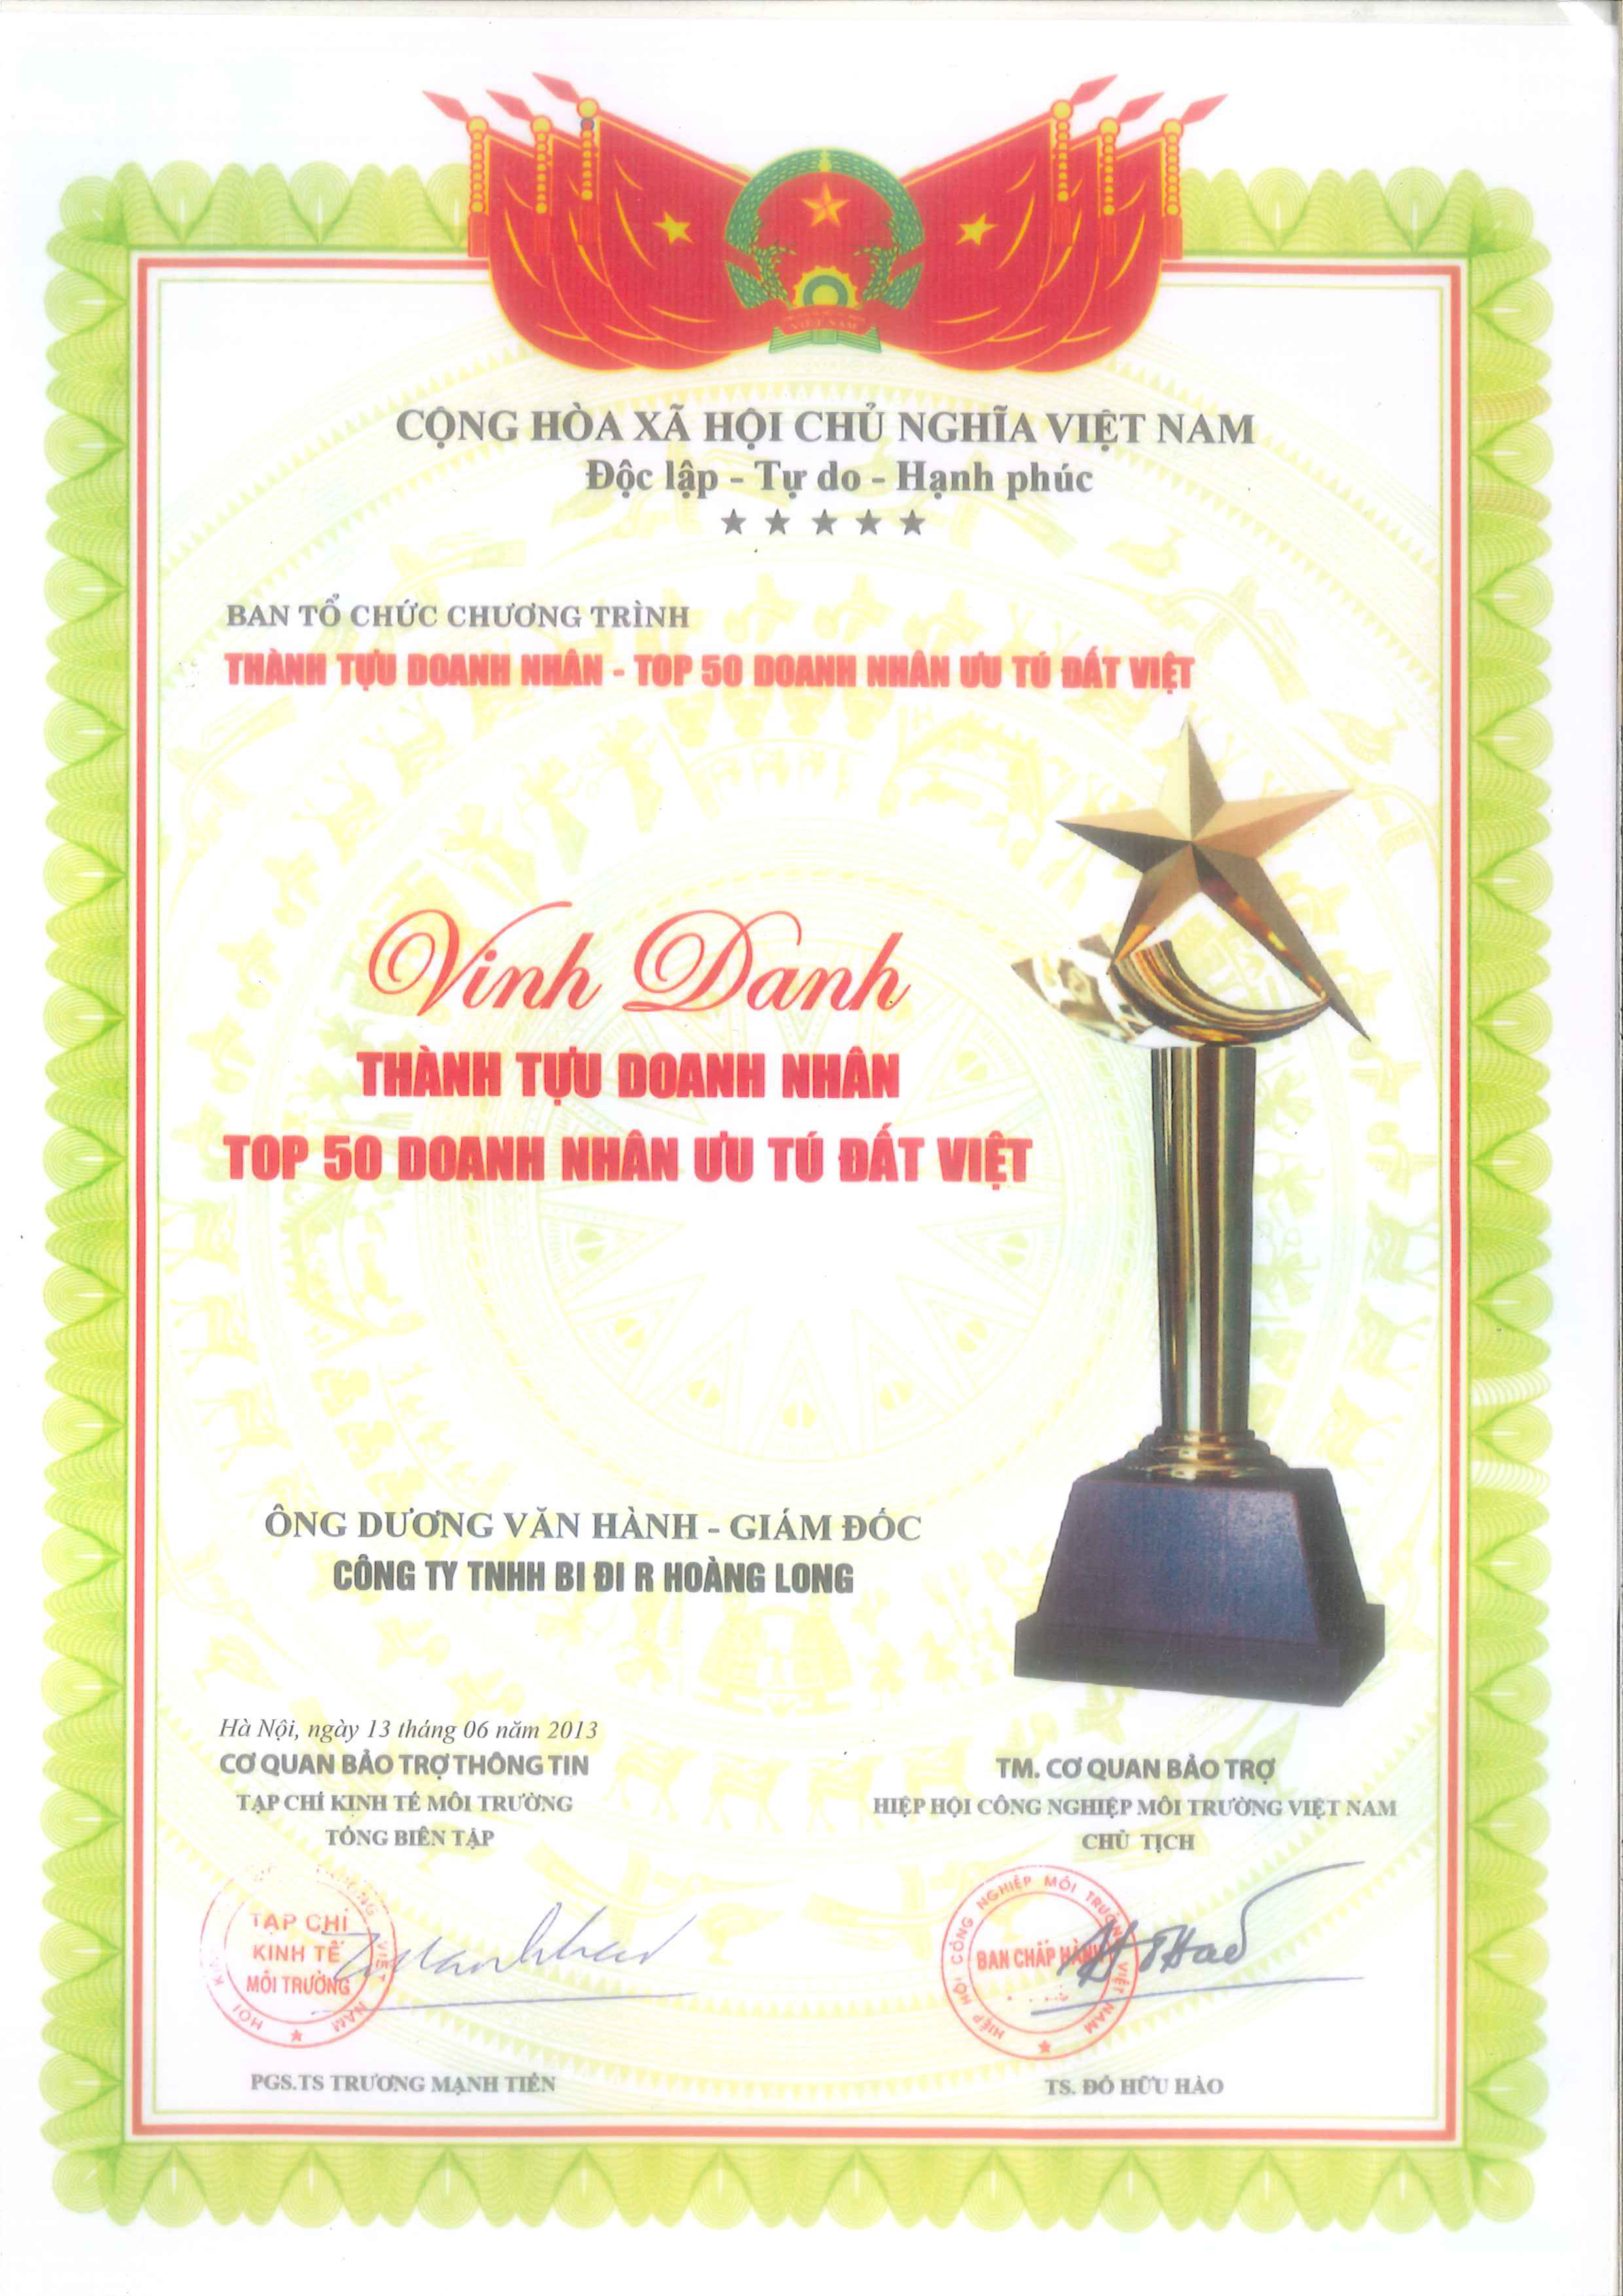 VIỆT NAM
CỘNG HÒA XÃ HỘI CHỦ NGHĨA VIỆT NAM
Độc lập - Tự do - Hạnh phúc
BAN TỔ CHỨC CHƯƠNG TRÌNH
THÀNH TỰU DOANH NHÂN - TOP 50 DOANH NHÂN ƯU TÚ ĐẤT VIỆT
Vinh Danh
THÀNH TỰU DOANH NHÂN
TOP 50 DOANH NHÂN ƯU TÚ ĐẤT VIỆT
ÔNG DƯƠNG VĂN HÀNH - GIÁM ĐỐC
CÔNG TY TNHH BI ĐI R HOÀNG LONG
Hà Nội, ngày 13 tháng 06 năm 2013
CƠ QUAN BẢO TRỢ THÔNG TIN
TẠP CHÍ KINH TẾ MÔI TRƯỜNG
TỔNG BIÊN TẬP
TẠP CHÍ
KINH TẾ
MÔI TRƯỜNG
HỘI
VIỆT NAM
PGS.TS TRƯƠNG MẠNH TIẾN
TM. CƠ QUAN BẢO TRỢ
HIỆP HỘI CÔNG NGHIỆP MÔI TRƯỜNG VIỆT NAM
CHỦ TỊCH
HIỆP HỘI CÔNG NGHIỆP MÔI TRƯỜNG VIỆT NAM
BAN CHẤP HÀNH
TS. ĐỖ HỮU HÀO